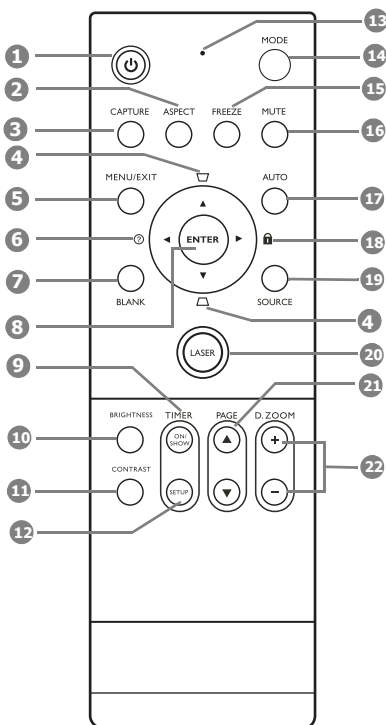 13
MODE
1
14
2
15
CAPTURE ASPECT FREEZE MUTE
3
16
4
MENU/EXIT AUTO
5
17
6 ? ENTER 18
7
19
BLANK SOURCE
8
4
LASER
20
9
21
BRIGHTNESS TIMER PAGE D. ZOOM
10
ON/
SHOW
+
CONTRAST
22
11
SETUP
−
12